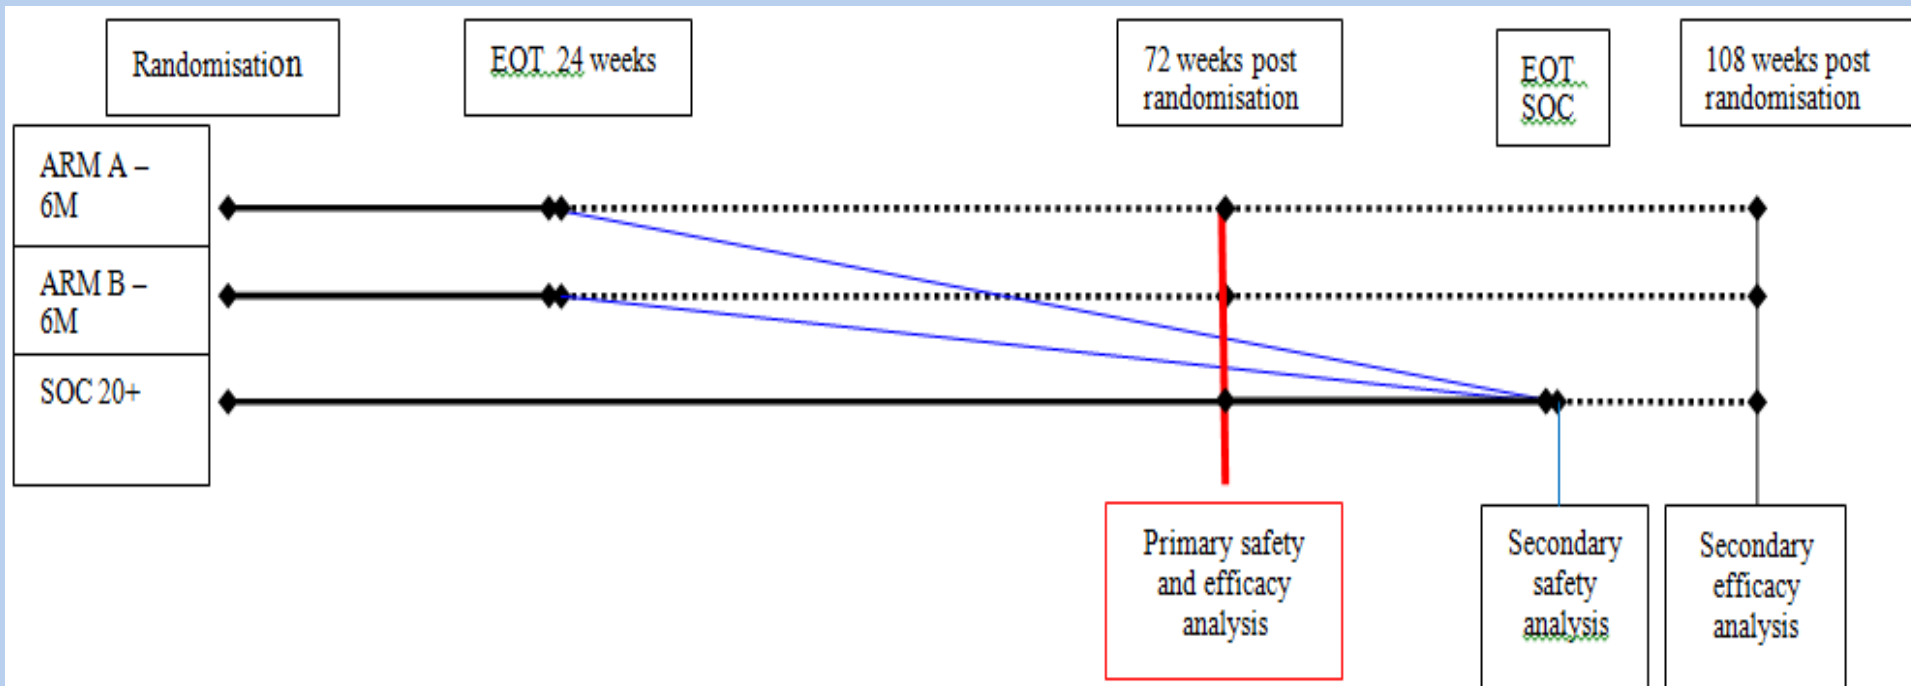 Randomisation
EOT 24 weeks
72 weeks post
randomisation
EOT
SOC
108 weeks post
randomisation
ARM A –
6M
ARM B –
6M
SOC 20+
Primary safety
and efficacy
analysis
Secondary
safety
analysis
Secondary
efficacy
analysis